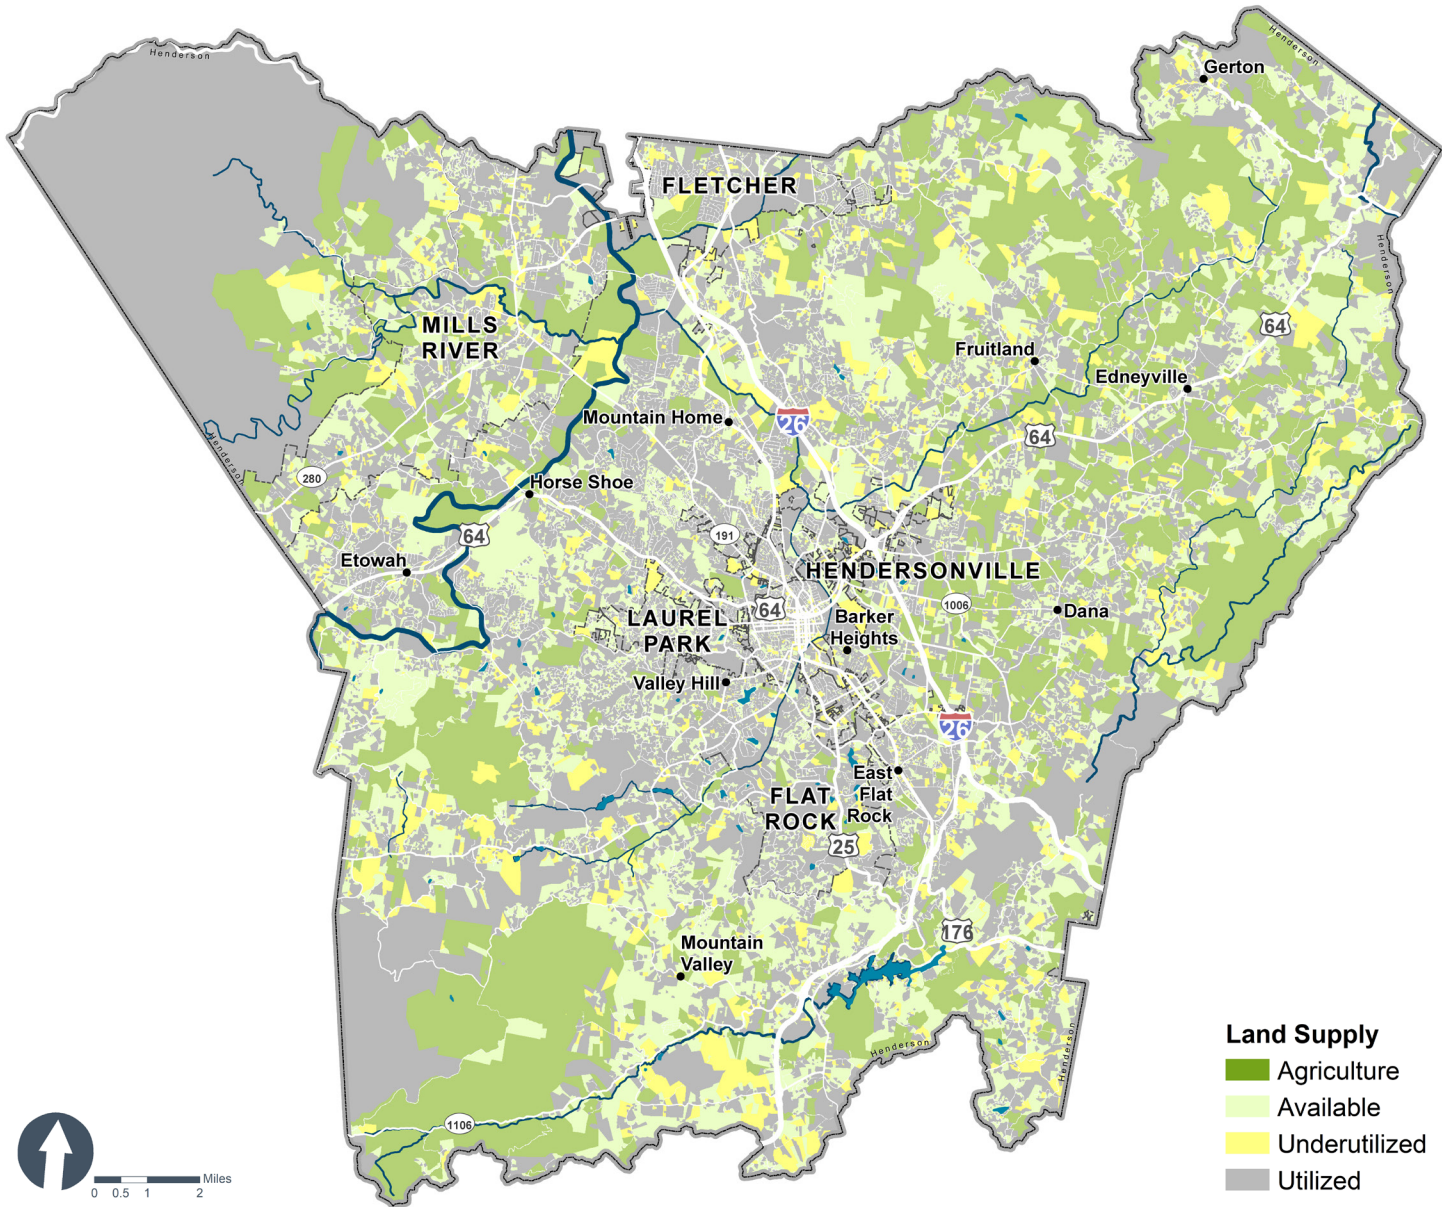 Henderson
Henderson
Gerton
FLETCHER
Henderson
MILLS
RIVER
64
Fruitland
Edneyville
Mountain Home
26
64
Henderson
280
Horse Shoe
64
191
Etowah
HENDERSONVILLE
1006
64
Dana
LAUREL
PARK
Barker
Heights
Valley Hill
26
East
Flat
Rock
FLAT
ROCK
25
176
Mountain
Valley
Henderson
Henderson
1106
Land Supply
Agriculture
Available
Underutilized
Utilized
Miles
0 0.5 1 2